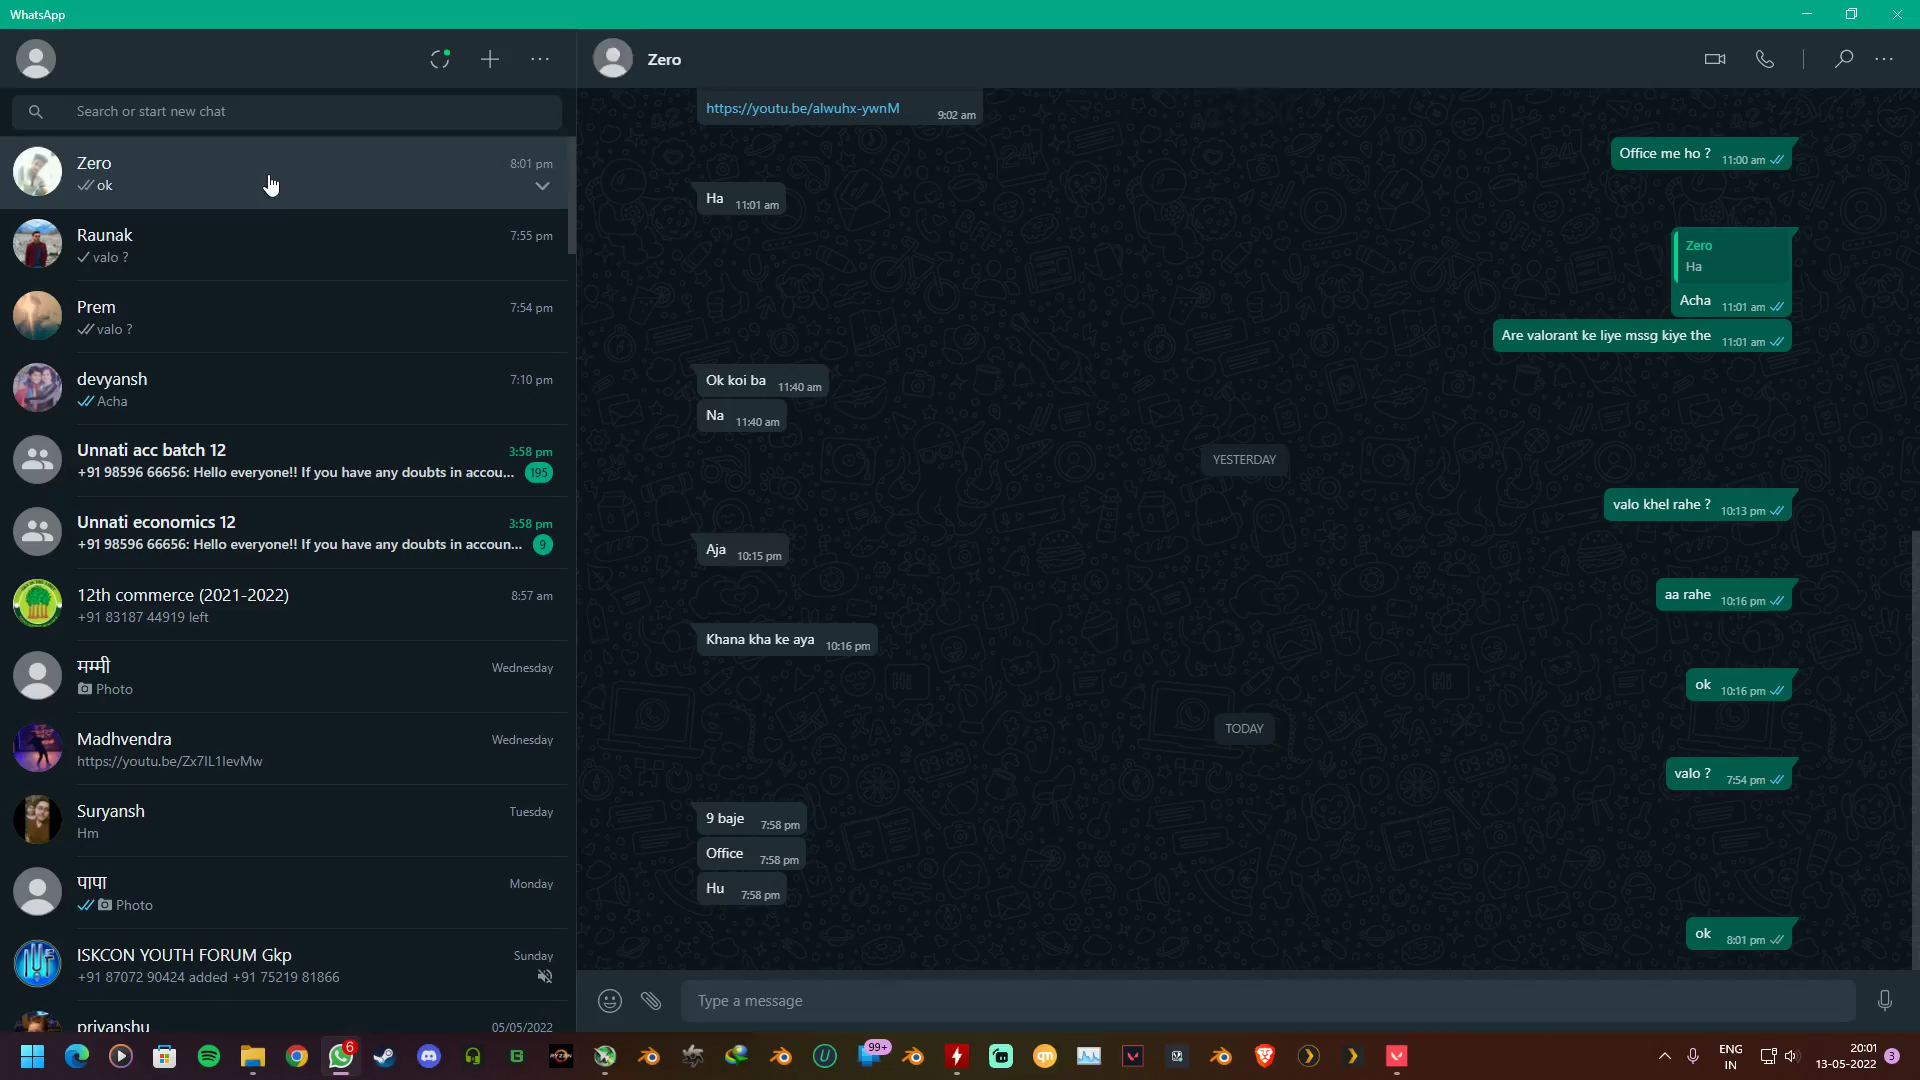 WhatsApp
Search or start new chat
Zero
8:01 pm
ok
Raunak
7:55 pm
valo ?
Prem
7:54 pm
valo ?
devyansh
7:10 pm
Acha
Unnati acc batch 12
3:58 pm
+91 98596 66656: Hello everyone!! If you have any doubts in accou...
195
Unnati economics 12
3:58 pm
+91 98596 66656: Hello everyone!! If you have any doubts in accoun...
9
12th commerce (2021-2022)
8:57 am
+91 83187 44919 left
मम्मी
Wednesday
Photo
Madhvendra
Wednesday
https://youtu.be/Zx7IL1IevMw
Suryansh
Tuesday
Hm
पापा
Monday
Photo
ISKCON YOUTH FORUM Gkp
Sunday
+91 87072 90424 added +91 75219 81866
priyanshu
05/05/2022
Zero
https://youtu.be/alwuhx-ywnM 9:02 am
Office me ho ? 11:00 am
Ha 11:01 am
Zero
Ha
Acha 11:01 am
Are valorant ke liye mssg kiye the 11:01 am
Ok koi ba 11:40 am
Na 11:40 am
YESTERDAY
valo khel rahe ? 10:13 pm
Aja 10:15 pm
aa rahe 10:16 pm
Khana kha ke aya 10:16 pm
ok 10:16 pm
TODAY
valo ? 7:54 pm
9 baje 7:58 pm
Office 7:58 pm
Hu 7:58 pm
ok 8:01 pm
Type a message
6
RYZEN
99+
qm
ENG
IN
20:01
13-05-2022
3